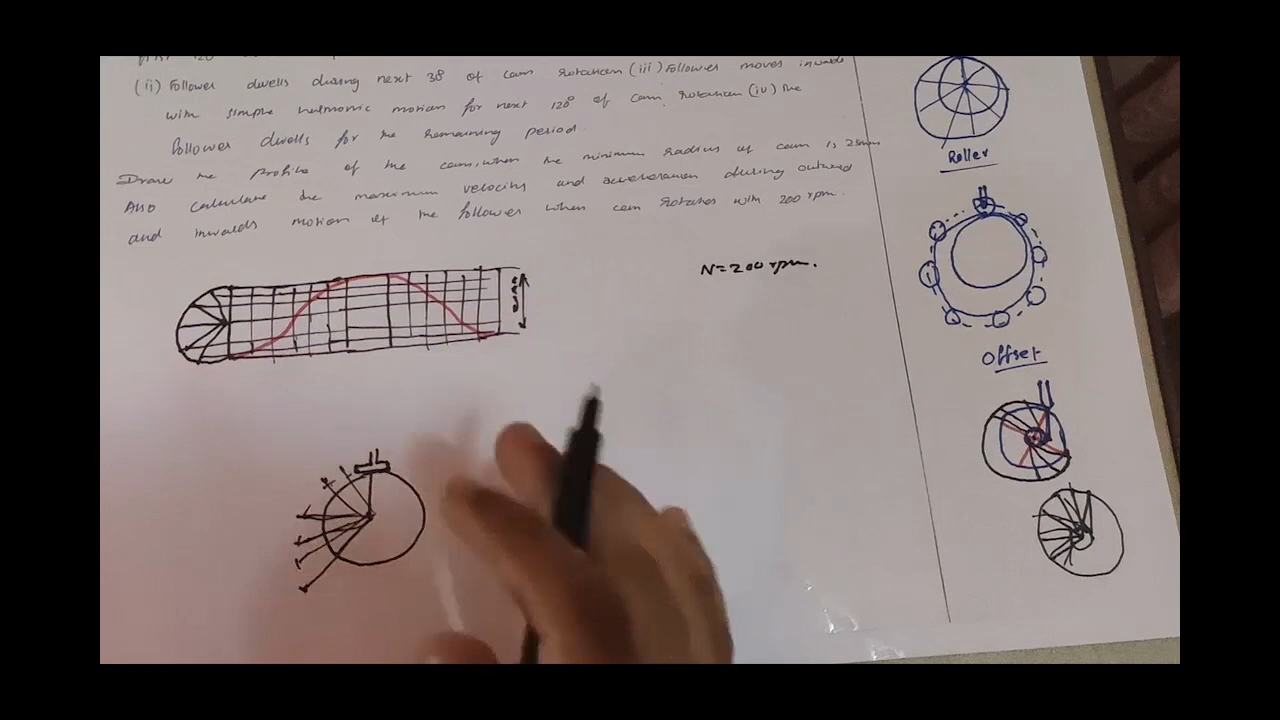 first 120
(ii) Follower dwells during next 30° of cam rotation (iii) Follower moves inwards
with simple harmonic motion for next 120° of cam rotation (iv) The
follower dwells for the remaining period.
Draw the profile of the cam, when the minimum radius of cam is 25mm
Also calculate the maximum velocity and acceleration during outward
and inwards motion of the follower when cam rotates with 200 rpm.
N=200 rpm.
Roller
Offset